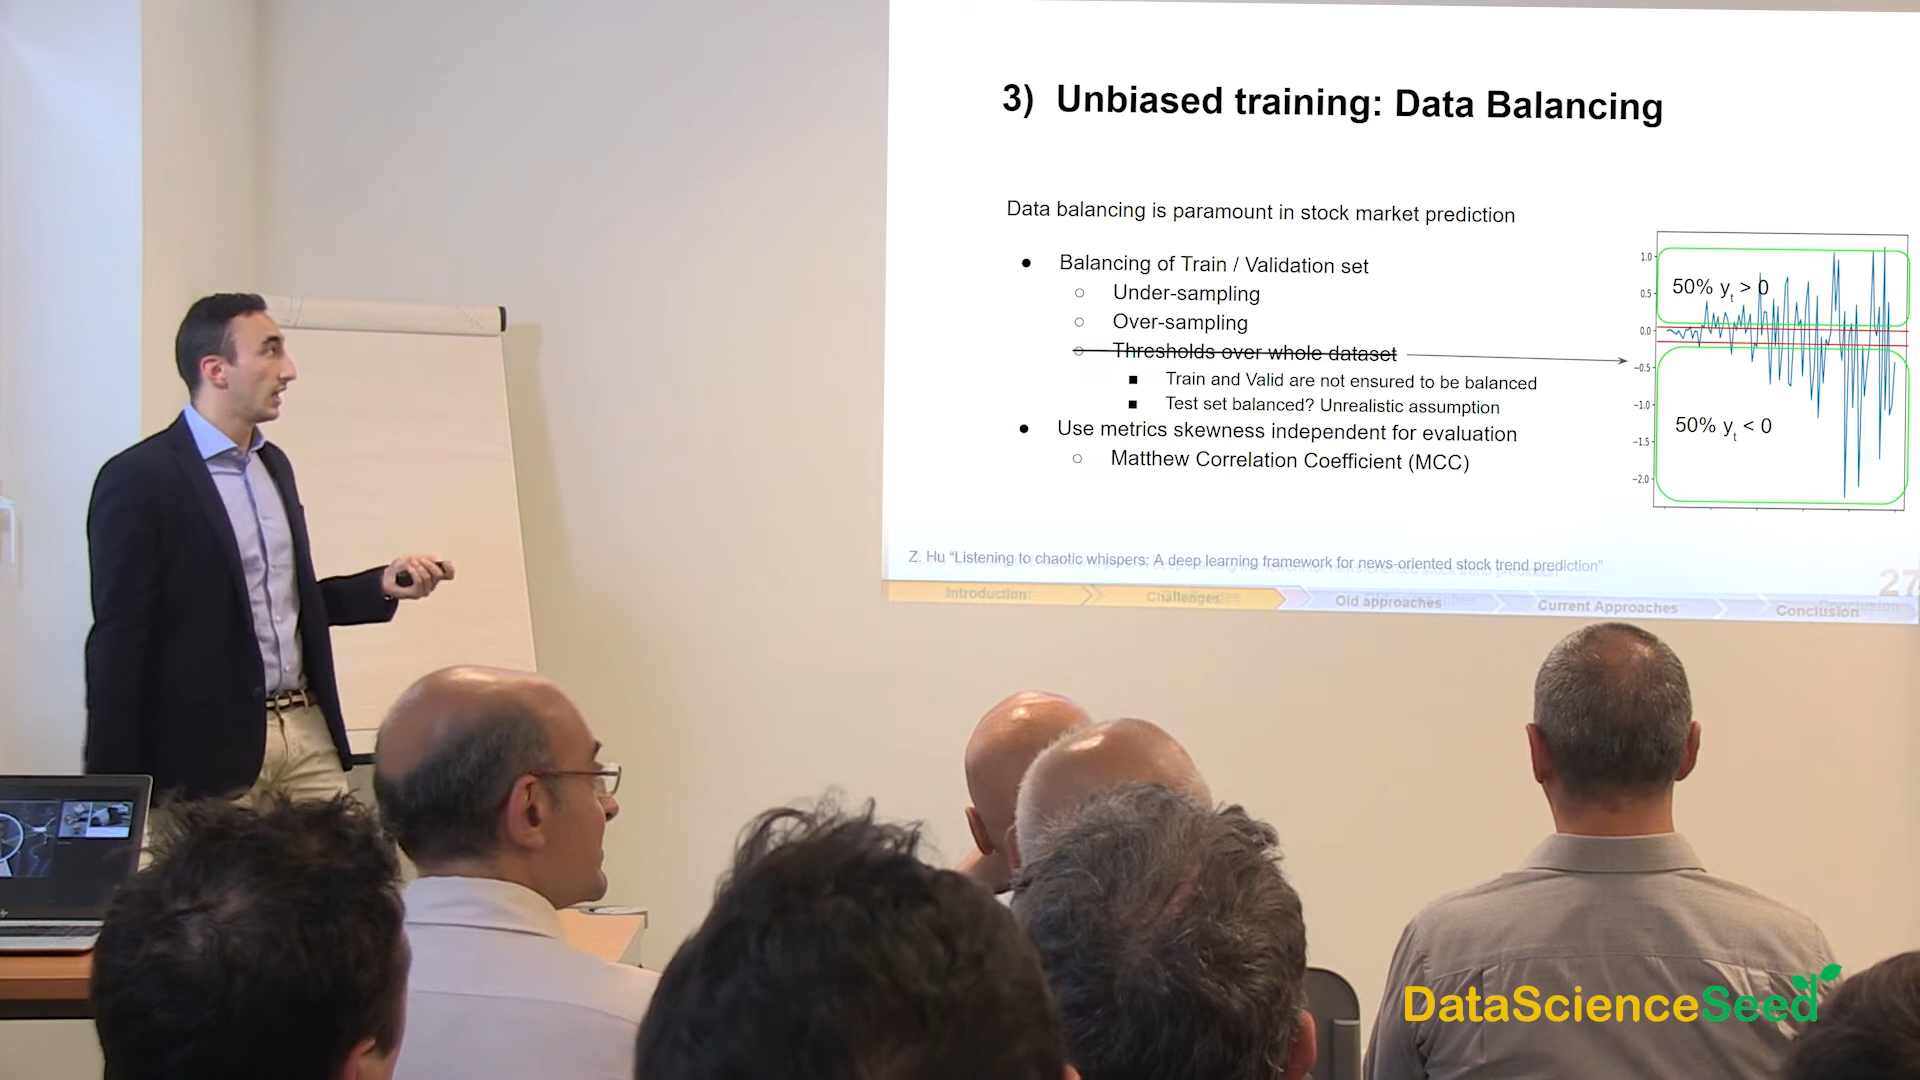 3) Unbiased training: Data Balancing
Data balancing is paramount in stock market prediction
● Balancing of Train / Validation set
○ Under-sampling
○ Over-sampling
○ Thresholds over whole dataset
■ Train and Valid are not ensured to be balanced
■ Test set balanced? Unrealistic assumption
● Use metrics skewness independent for evaluation
○ Matthew Correlation Coefficient (MCC)
1.0
0.5
0.0
−0.5
−1.0
−1.5
−2.0
50% yt > 0
50% yt < 0
Z. Hu “Listening to chaotic whispers: A deep learning framework for news-oriented stock trend prediction”
27
Introduction Challenges Old approaches Current Approaches Conclusion
DataScienceSeed